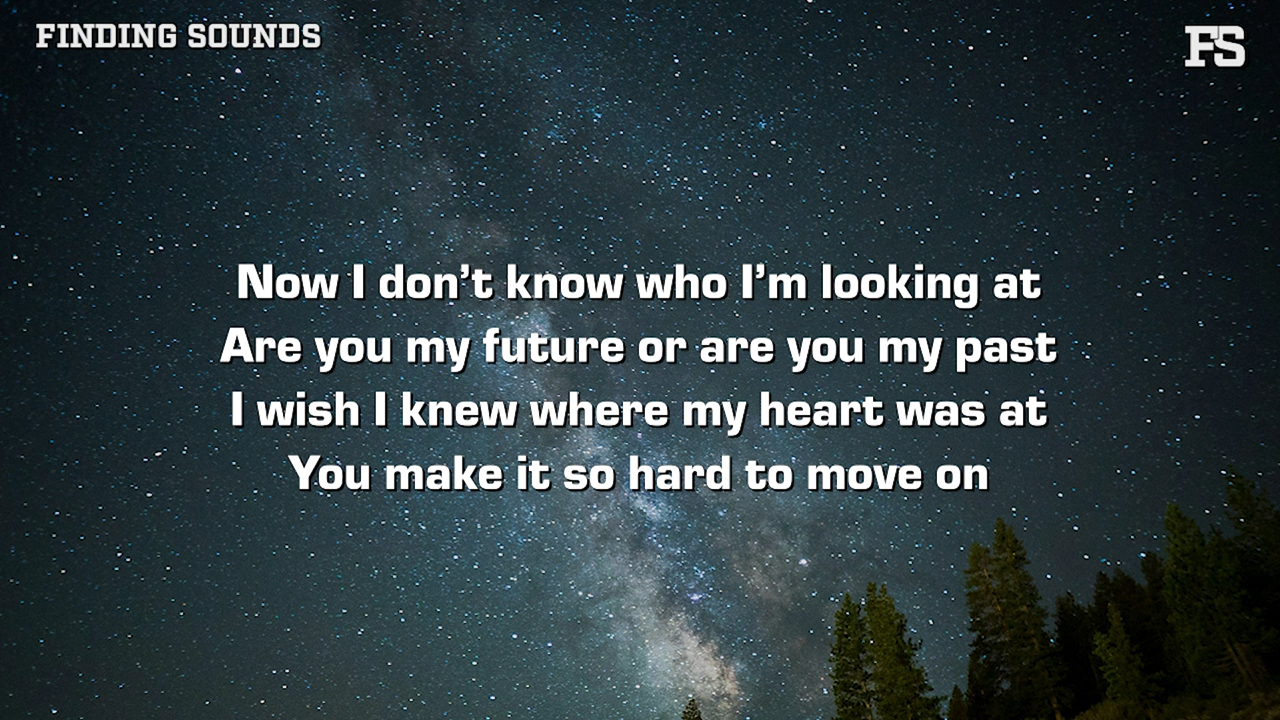 FINDING SOUNDS
FS
Now I don’t know who I’m looking at
Are you my future or are you my past
I wish I knew where my heart was at
You make it so hard to move on